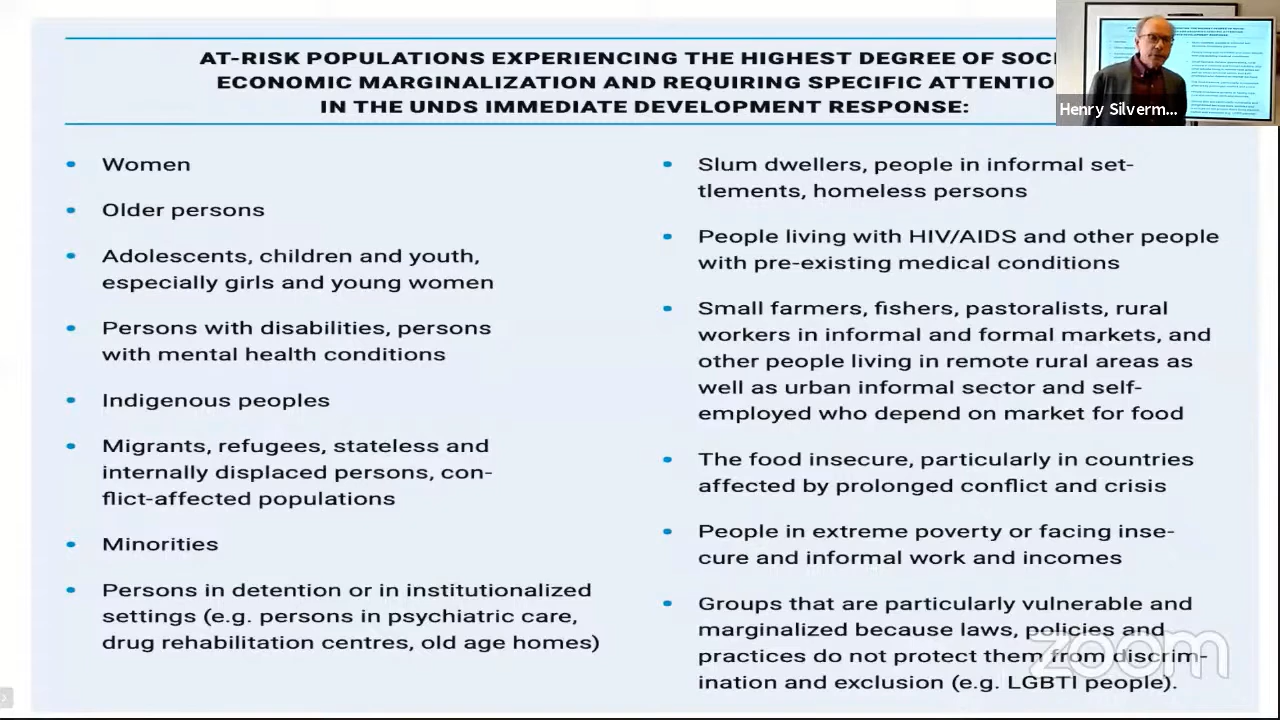 AT-RISK POPULATIONS EXPERIENCING THE HIGHEST DEGREE OF
ECONOMIC MARGINALIZATION AND REQUIRING SPECIFIC
IN THE UNDS IMMEDIATE DEVELOPMENT RESPONSE:
Henry Silverm...
• Women
• Older persons
• Adolescents, children and youth,
especially girls and young women
• Persons with disabilities, persons
with mental health conditions
• Indigenous peoples
• Migrants, refugees, stateless and
internally displaced persons, con-
flict-affected populations
• Minorities
• Persons in detention or in institutionalized
settings (e.g. persons in psychiatric care,
drug rehabilitation centres, old age homes)
• Slum dwellers, people in informal set-
tlements, homeless persons
• People living with HIV/AIDS and other people
with pre-existing medical conditions
• Small farmers, fishers, pastoralists, rural
workers in informal and formal markets, and
other people living in remote rural areas as
well as urban informal sector and self-
employed who depend on market for food
• The food insecure, particularly in countries
affected by prolonged conflict and crisis
• People in extreme poverty or facing inse-
cure and informal work and incomes
• Groups that are particularly vulnerable and
marginalized because laws, policies and
practices do not protect them from discrim-
ination and exclusion (e.g. LGBTI people).
zoom